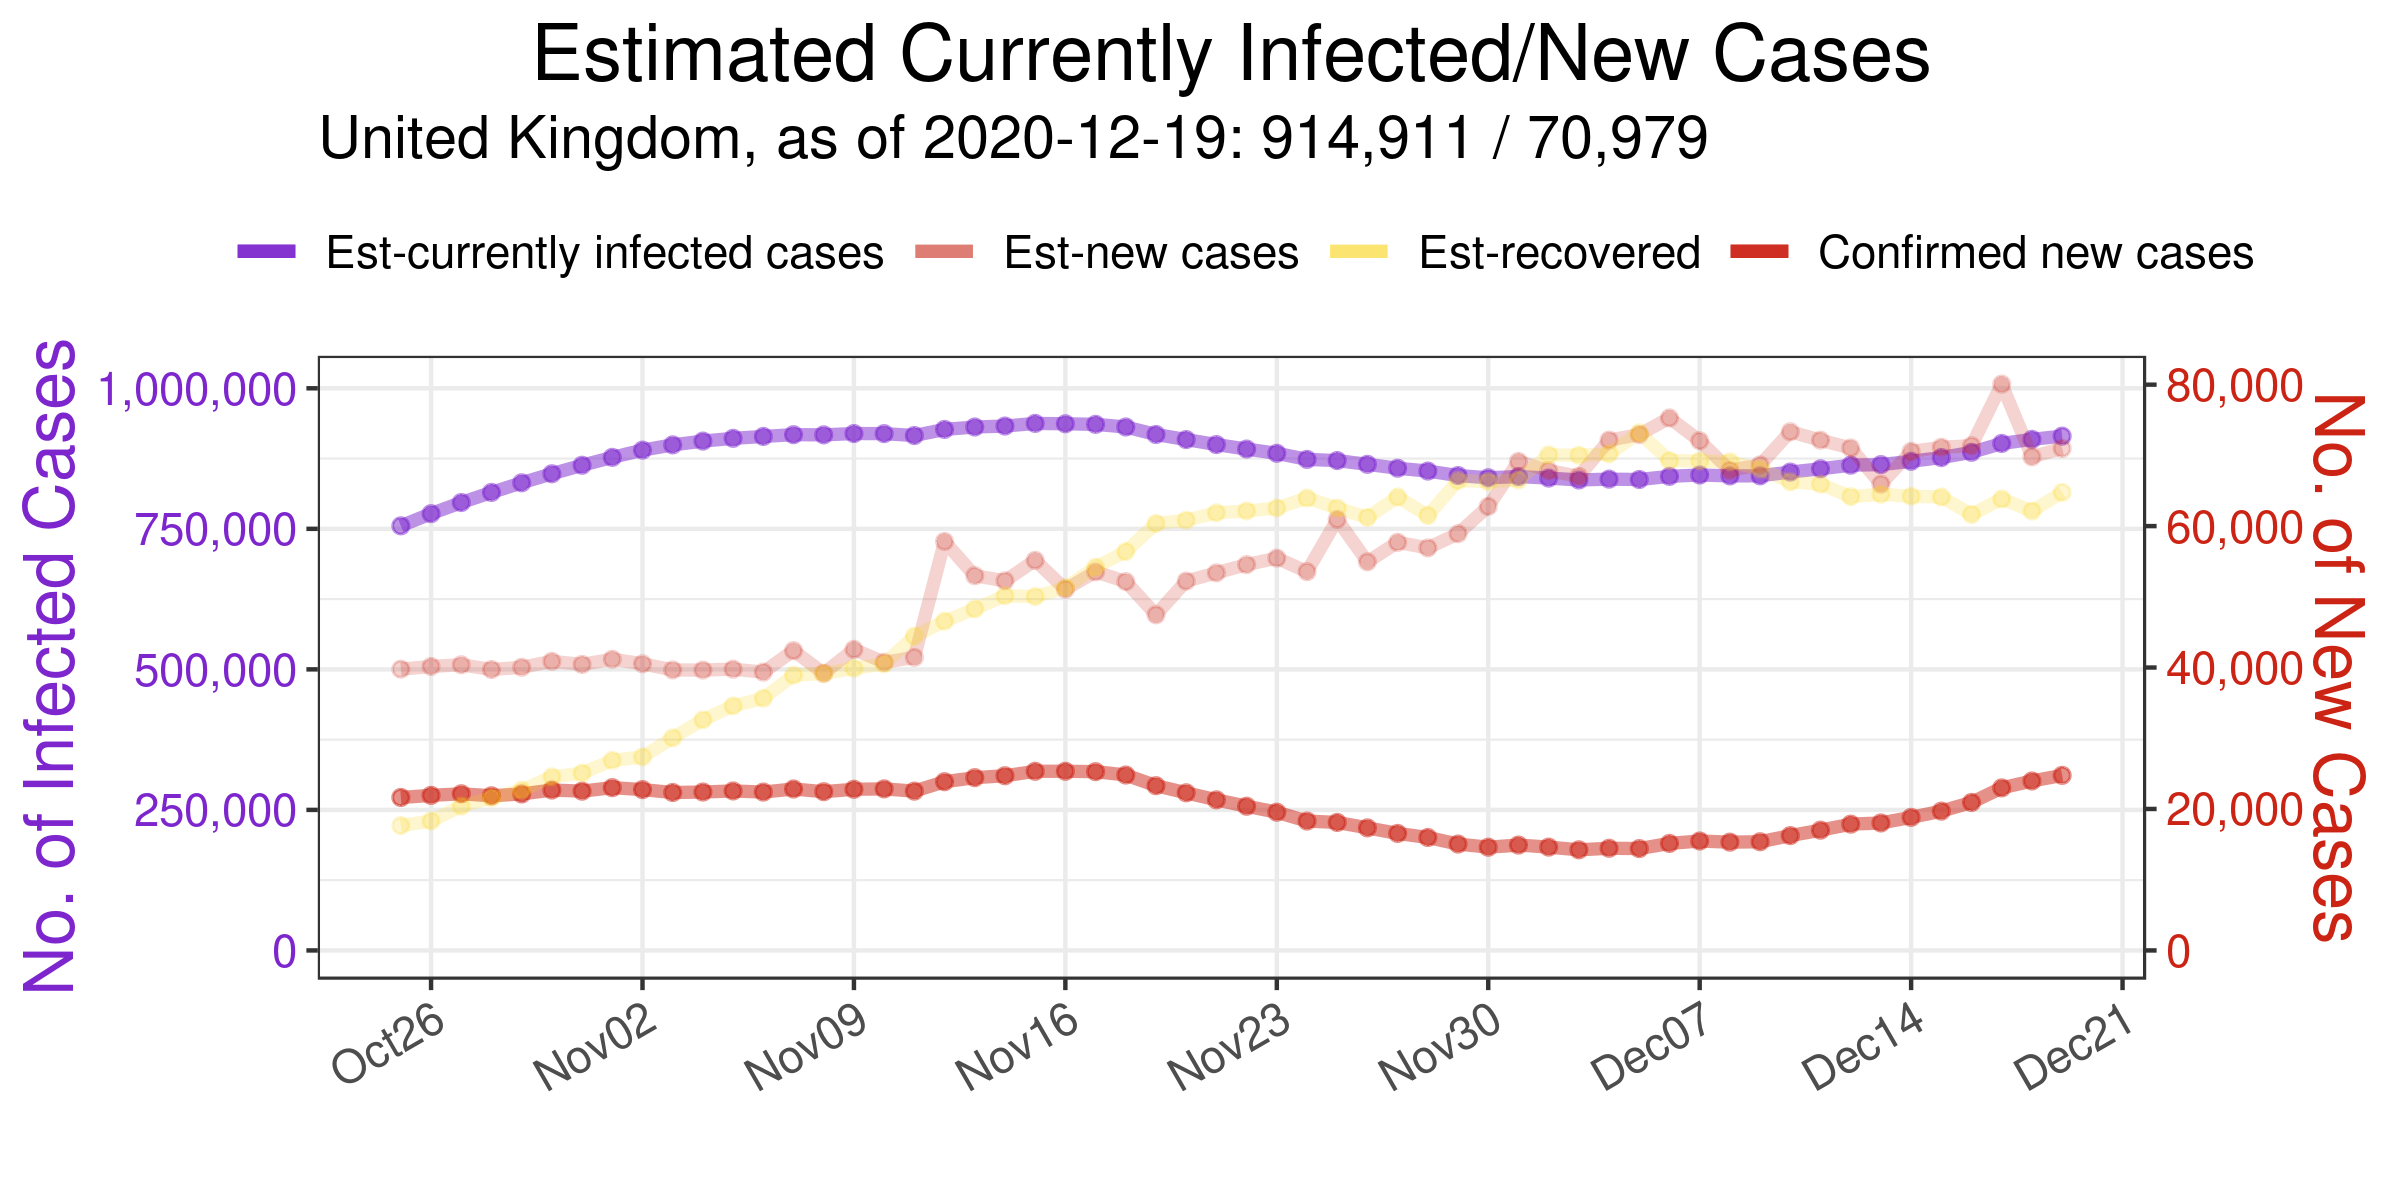 Estimated Currently Infected/New Cases
United Kingdom, as of 2020-12-19: 914,911 / 70,979
Est-currently infected cases Est-new cases Est-recovered Confirmed new cases
No. of Infected Cases
1,000,000
750,000
500,000
250,000
0
80,000
60,000
40,000
20,000
0
No. of New Cases
Oct26 Nov02 Nov09 Nov16 Nov23 Nov30 Dec07 Dec14 Dec21